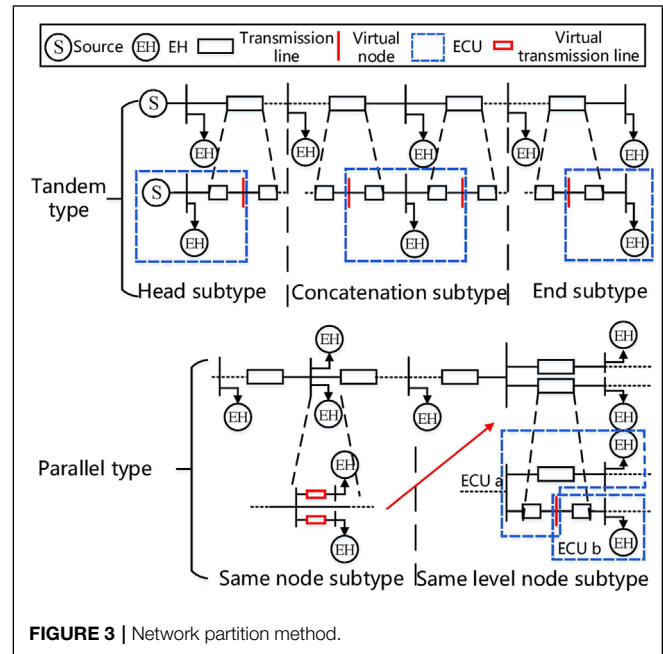 S Source EH EH Transmission line Virtual node ECU Virtual transmission line
S
EH EH EH EH EH
Tandem type
S
EH EH EH
Head subtype Concatenation subtype End subtype
EH EH
EH EH EH EH
Parallel type
EH EH
ECU a
EH ECU b EH
Same node subtype Same level node subtype
FIGURE 3 | Network partition method.